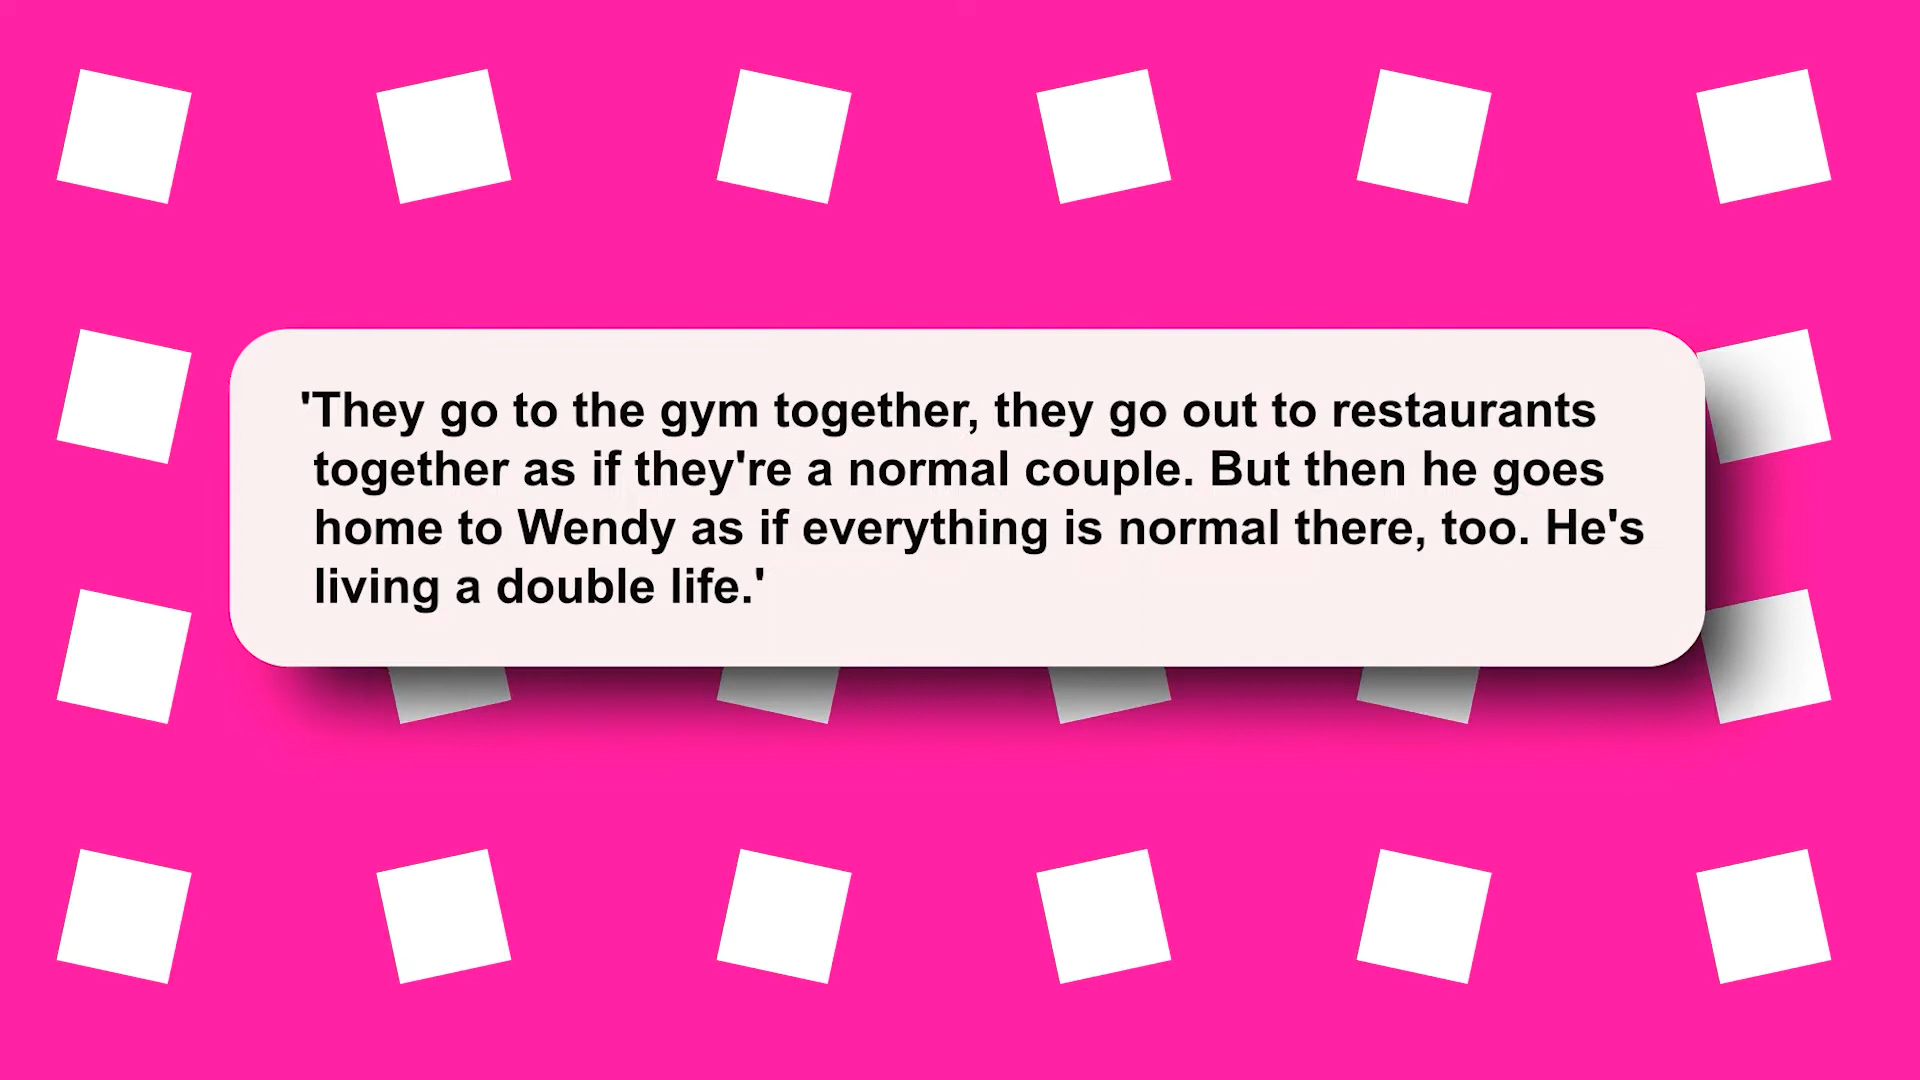 'They go to the gym together, they go out to restaurants
together as if they're a normal couple. But then he goes
home to Wendy as if everything is normal there, too. He's
living a double life.'